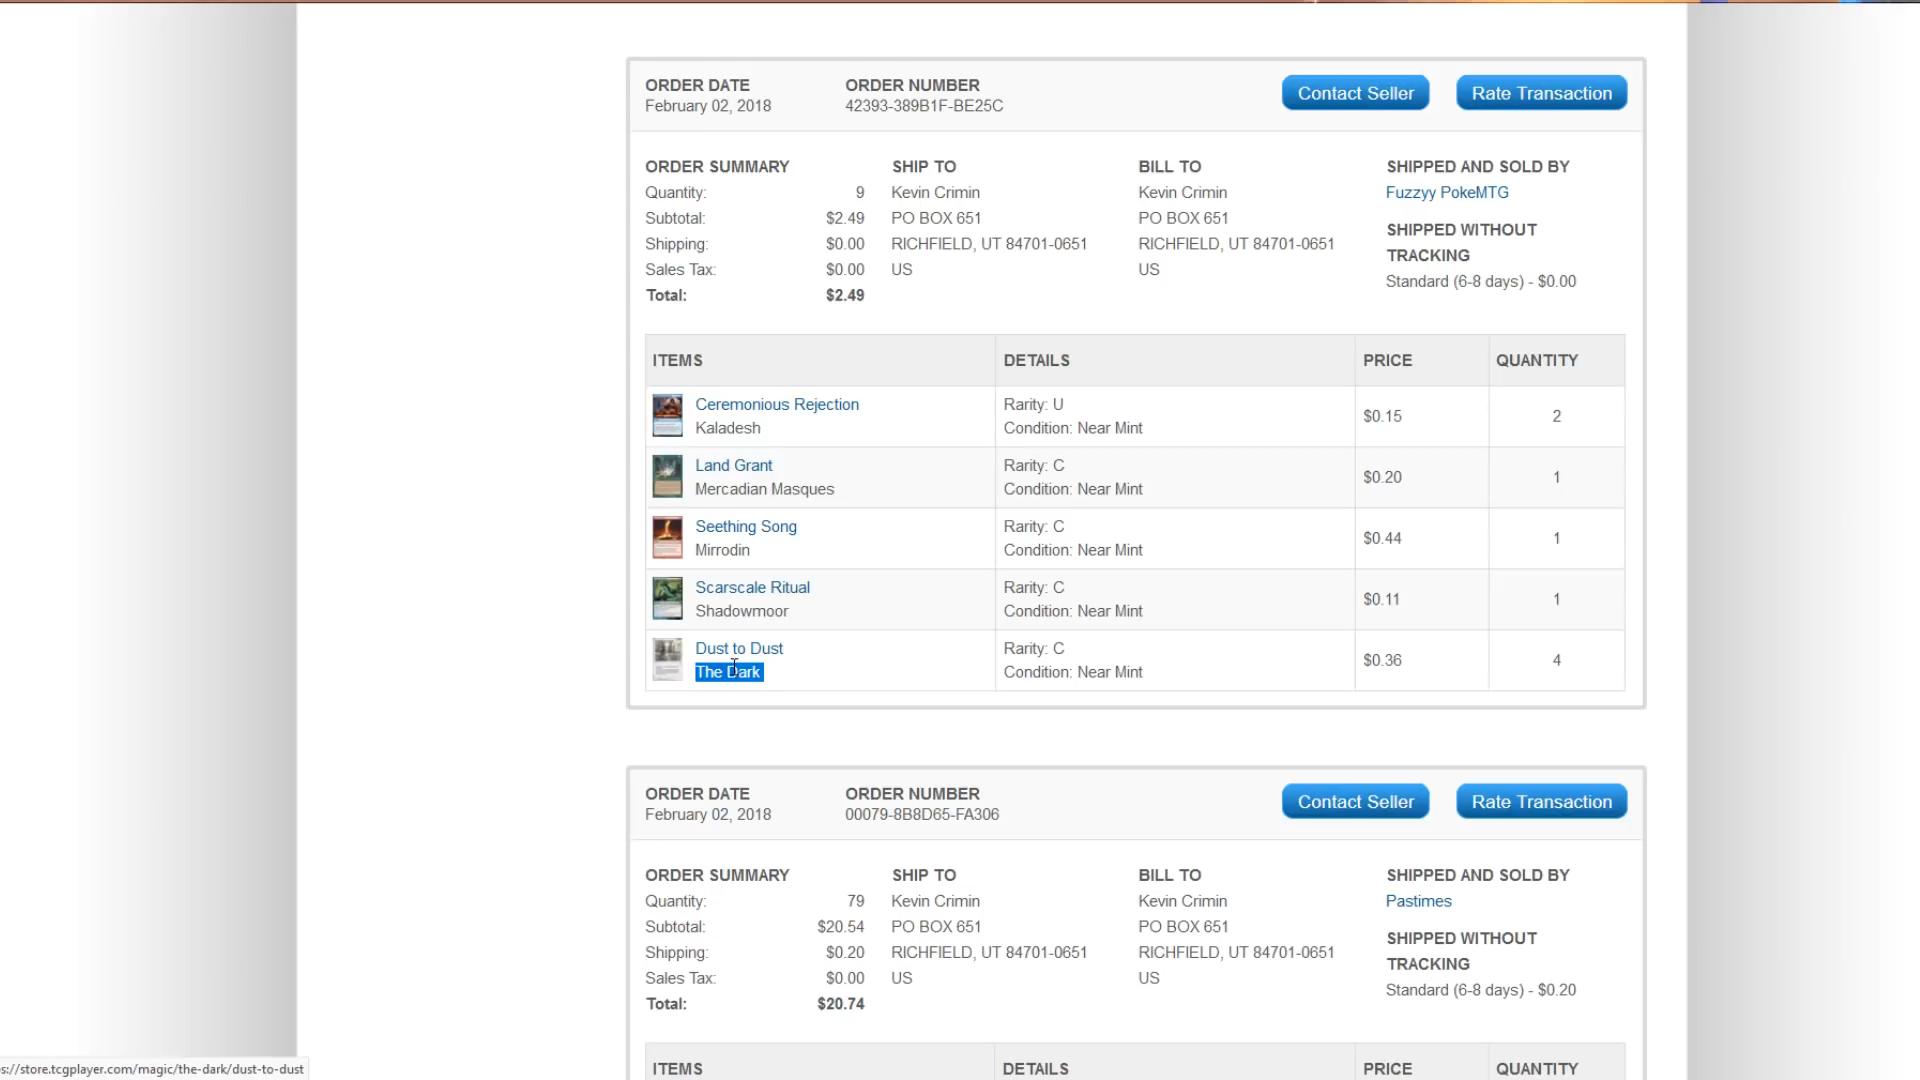 ORDER DATE ORDER NUMBER Contact Seller Rate Transaction
February 02, 2018 42393-389B1F-BE25C
ORDER SUMMARY SHIP TO BILL TO SHIPPED AND SOLD BY
Quantity: 9 Kevin Crimin Kevin Crimin Fuzzyy PokeMTG
Subtotal: $2.49 PO BOX 651 PO BOX 651 SHIPPED WITHOUT
Shipping: $0.00 RICHFIELD, UT 84701-0651 RICHFIELD, UT 84701-0651 TRACKING
Sales Tax: $0.00 US US Standard (6-8 days) - $0.00
Total: $2.49
ITEMS DETAILS PRICE QUANTITY
Ceremonious Rejection Rarity: U $0.15 2
Kaladesh Condition: Near Mint
Land Grant Rarity: C $0.20 1
Mercadian Masques Condition: Near Mint
Seething Song Rarity: C $0.44 1
Mirrodin Condition: Near Mint
Scarscale Ritual Rarity: C $0.11 1
Shadowmoor Condition: Near Mint
Dust to Dust Rarity: C $0.36 4
The Dark Condition: Near Mint
ORDER DATE ORDER NUMBER Contact Seller Rate Transaction
February 02, 2018 00079-8B8D65-FA306
ORDER SUMMARY SHIP TO BILL TO SHIPPED AND SOLD BY
Quantity: 79 Kevin Crimin Kevin Crimin Pastimes
Subtotal: $20.54 PO BOX 651 PO BOX 651 SHIPPED WITHOUT
Shipping: $0.20 RICHFIELD, UT 84701-0651 RICHFIELD, UT 84701-0651 TRACKING
Sales Tax: $0.00 US US Standard (6-8 days) - $0.20
Total: $20.74
ITEMS DETAILS PRICE QUANTITY
s://store.tcgplayer.com/magic/the-dark/dust-to-dust